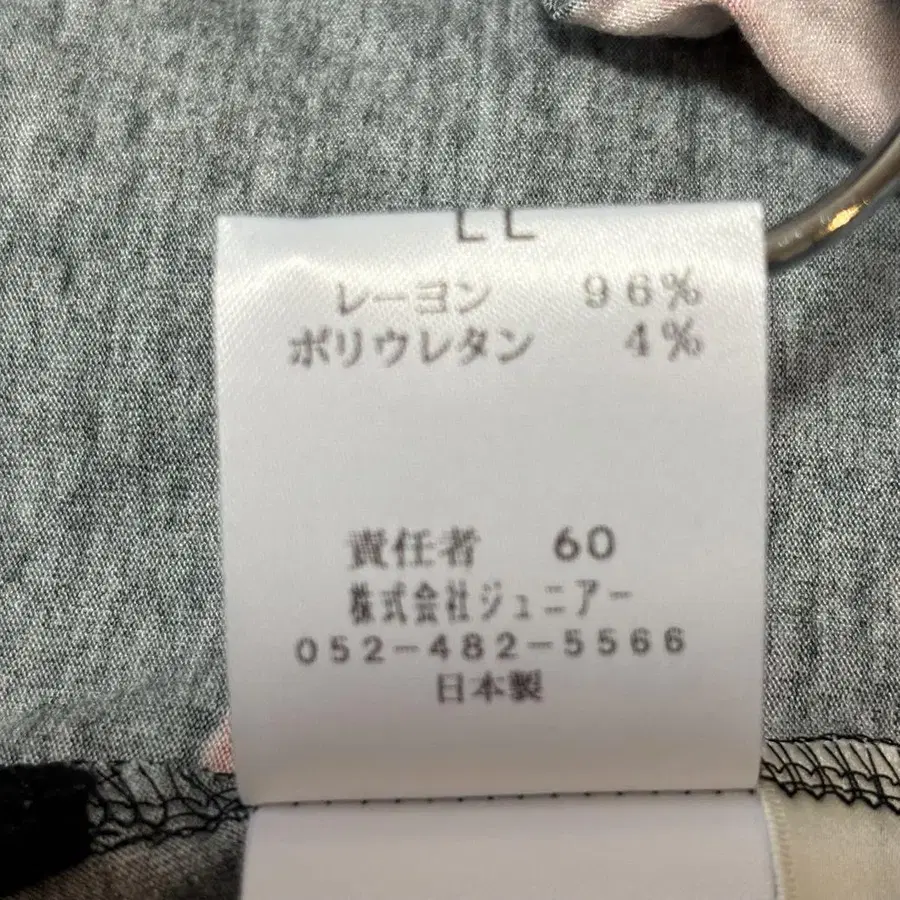 LL
レーヨン 96%
ポリウレタン 4%
責任者 60
株式会社ジュニアー
052-482-5566
日本製